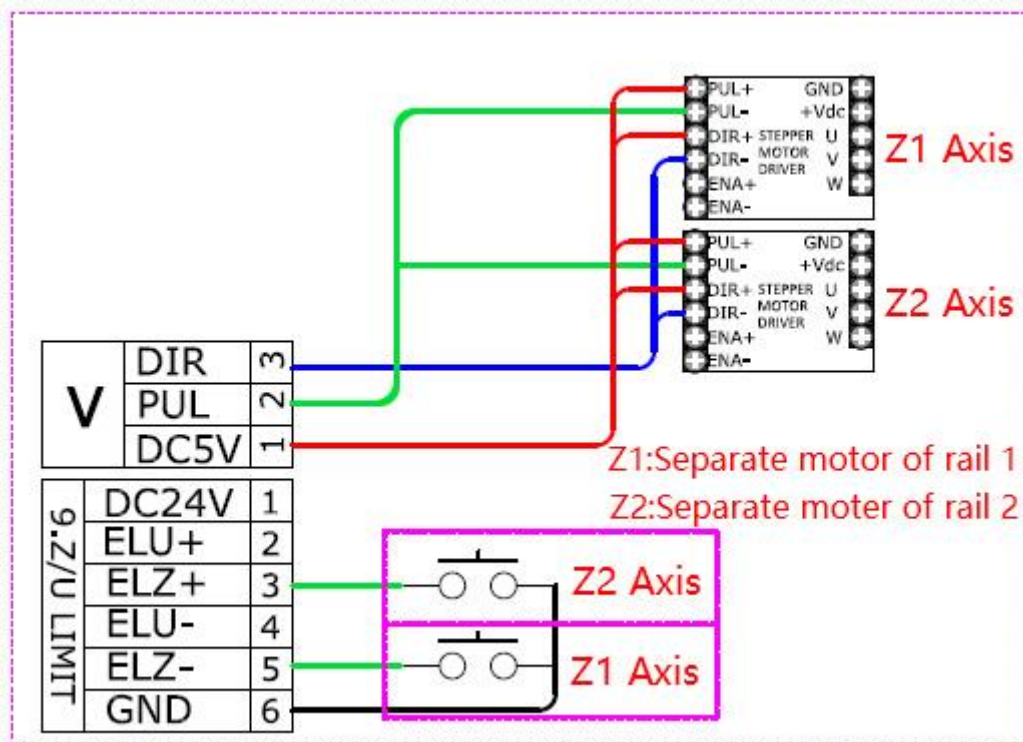 PUL+ GND
PUL- +Vdc
DIR+ STEPPER U
DIR- MOTOR V
DRIVER
ENA+ W
ENA-
Z1 Axis
PUL+ GND
PUL- +Vdc
DIR+ STEPPER U
DIR- MOTOR V
DRIVER
ENA+ W
ENA-
Z2 Axis
V
DIR 3
PUL 2
DC5V 1
Z1:Separate motor of rail 1
Z2:Separate moter of rail 2
9.Z/U LIMIT
DC24V 1
ELU+ 2
ELZ+ 3
ELU- 4
ELZ- 5
GND 6
Z2 Axis
Z1 Axis